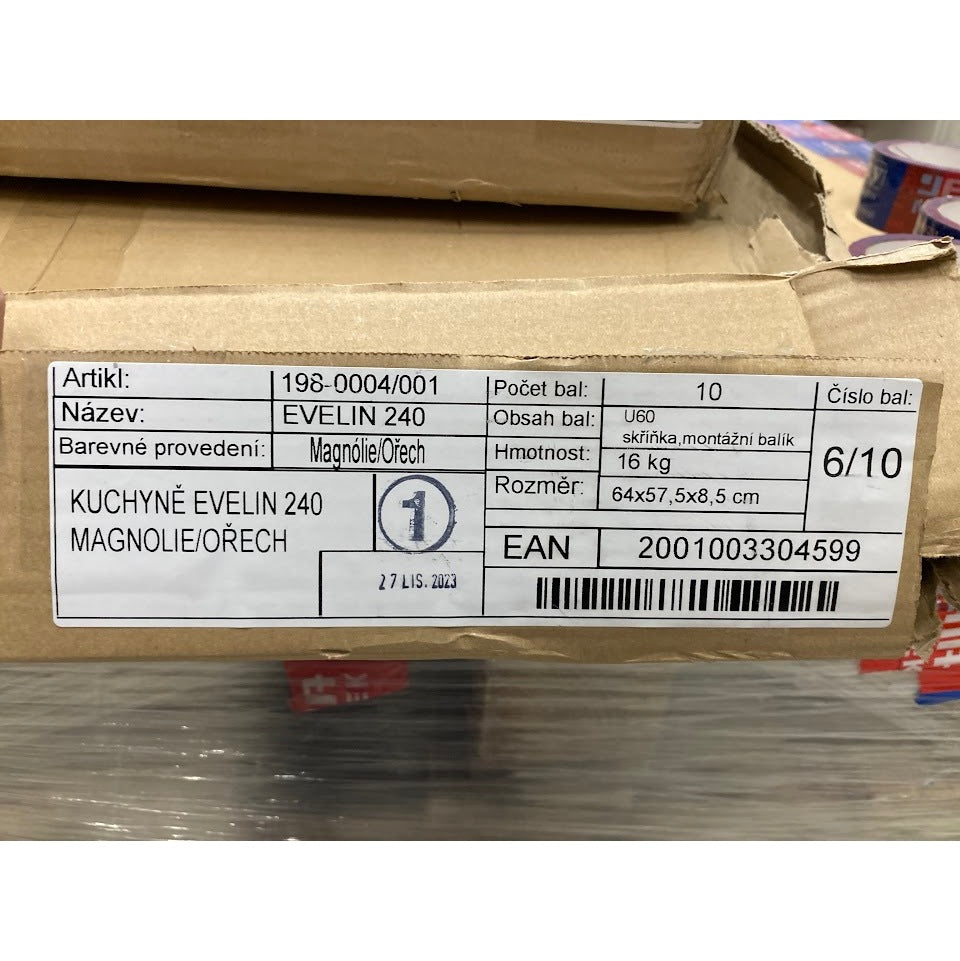 Artikl: 198-0004/001
Název: EVELIN 240
Barevné provedení: Magnólie/Ořech
KUCHYNĚ EVELIN 240
MAGNOLIE/OŘECH
1
27 LIS. 2023
Počet bal: 10
Obsah bal: U60
skříňka,montážní balík
Hmotnost: 16 kg
Rozměr: 64x57,5x8,5 cm
Číslo bal:
6/10
EAN 2001003304599